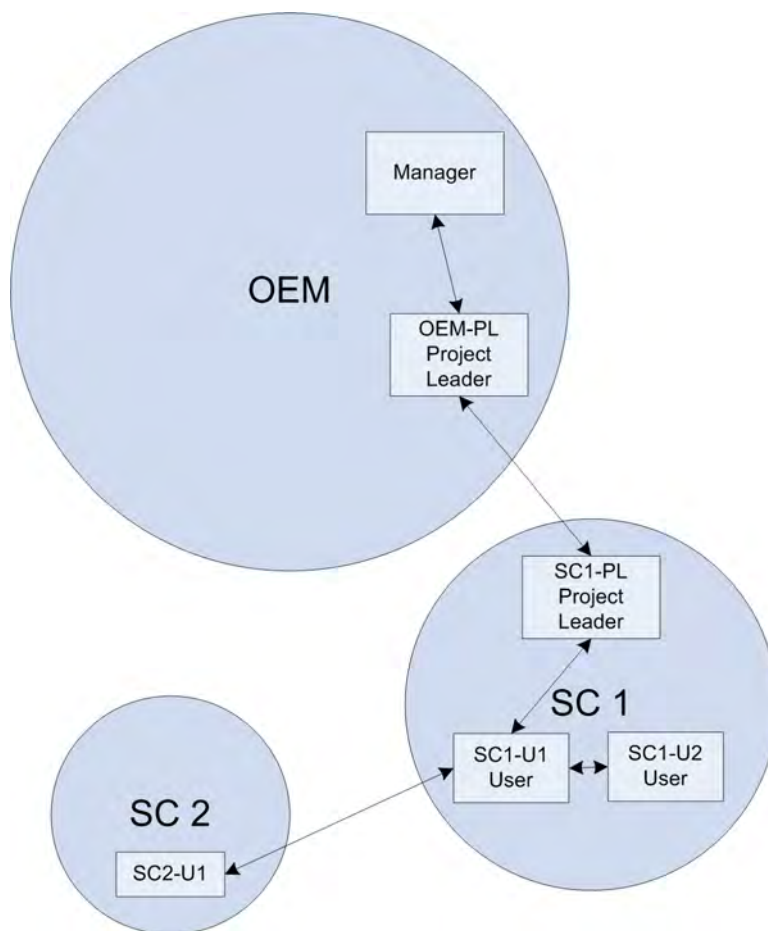 Manager
OEM
OEM-PL
Project
Leader
SC1-PL
Project
Leader
SC 1
SC1-U1
User
SC1-U2
User
SC 2
SC2-U1